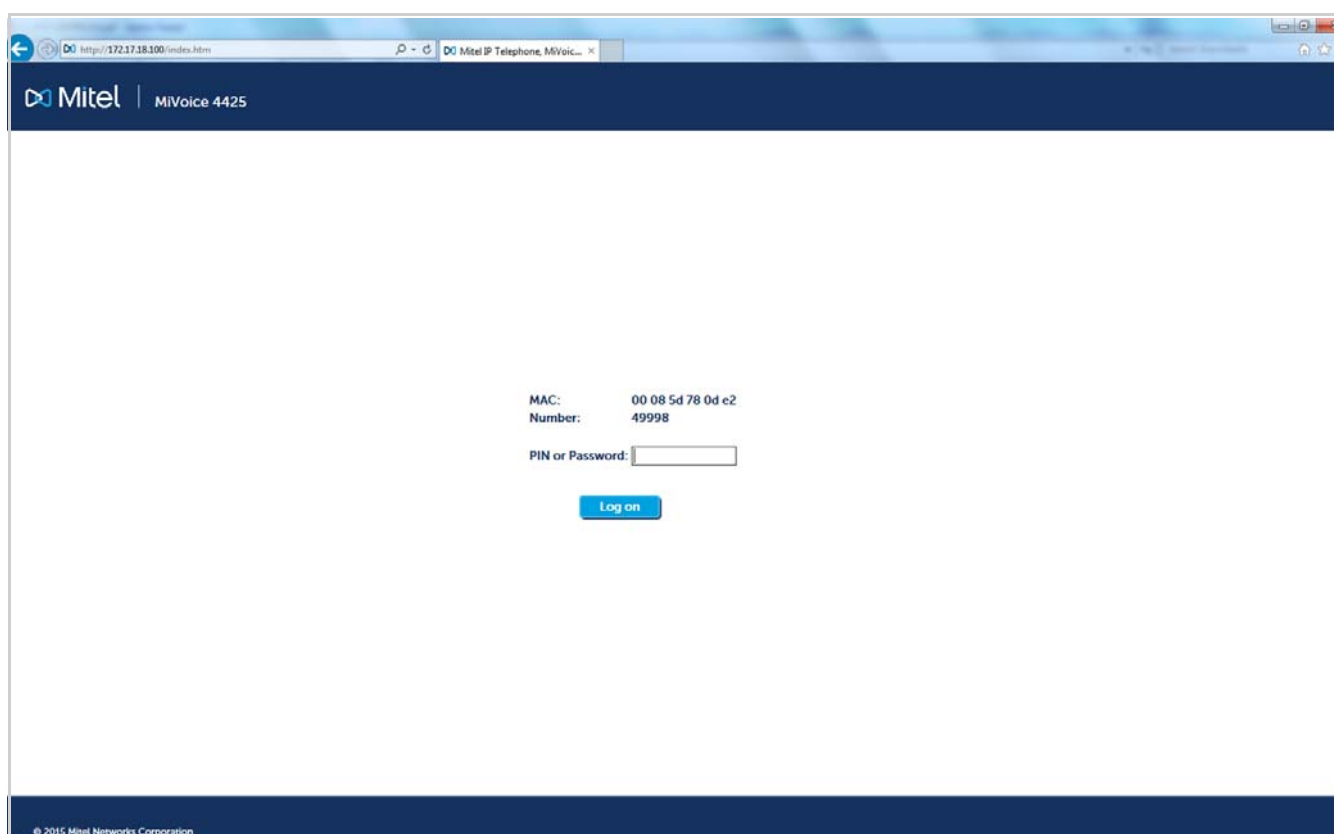 http://172.17.18.100/index.htm
Mitel IP Telephone, MiVoic...
Mitel | MiVoice 4425
MAC: 00 08 5d 78 0d e2
Number: 49998
PIN or Password:
Log on
© 2015 Mitel Networks Corporation